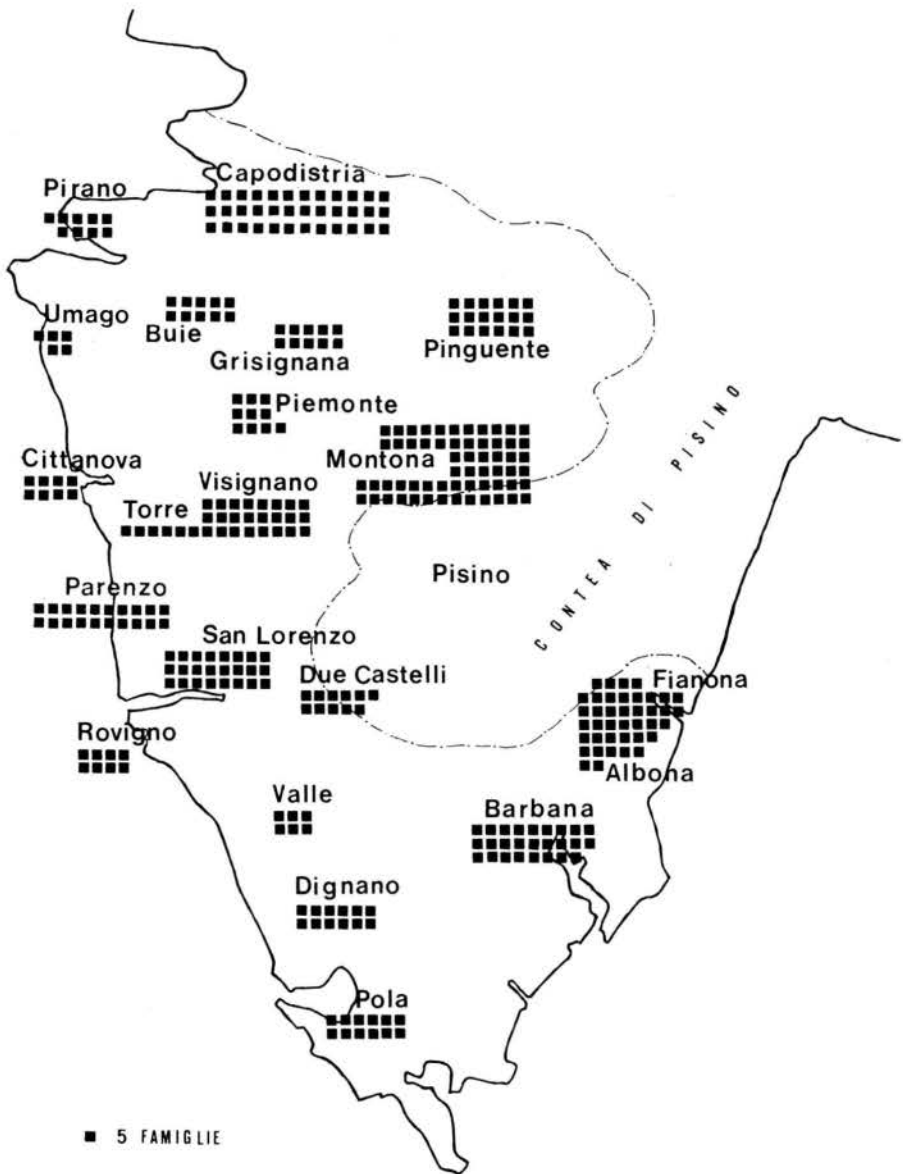 Capodistria
Pirano
Umago
Buie
Grisignana
Pinguente
Piemonte
Montona
Cittanova
Visignano
Torre
Pisino
CONTEA DI PISINO
Parenzo
San Lorenzo
Due Castelli
Fianona
Rovigno
Albona
Valle
Barbana
Dignano
Pola
5 FAMIGLIE